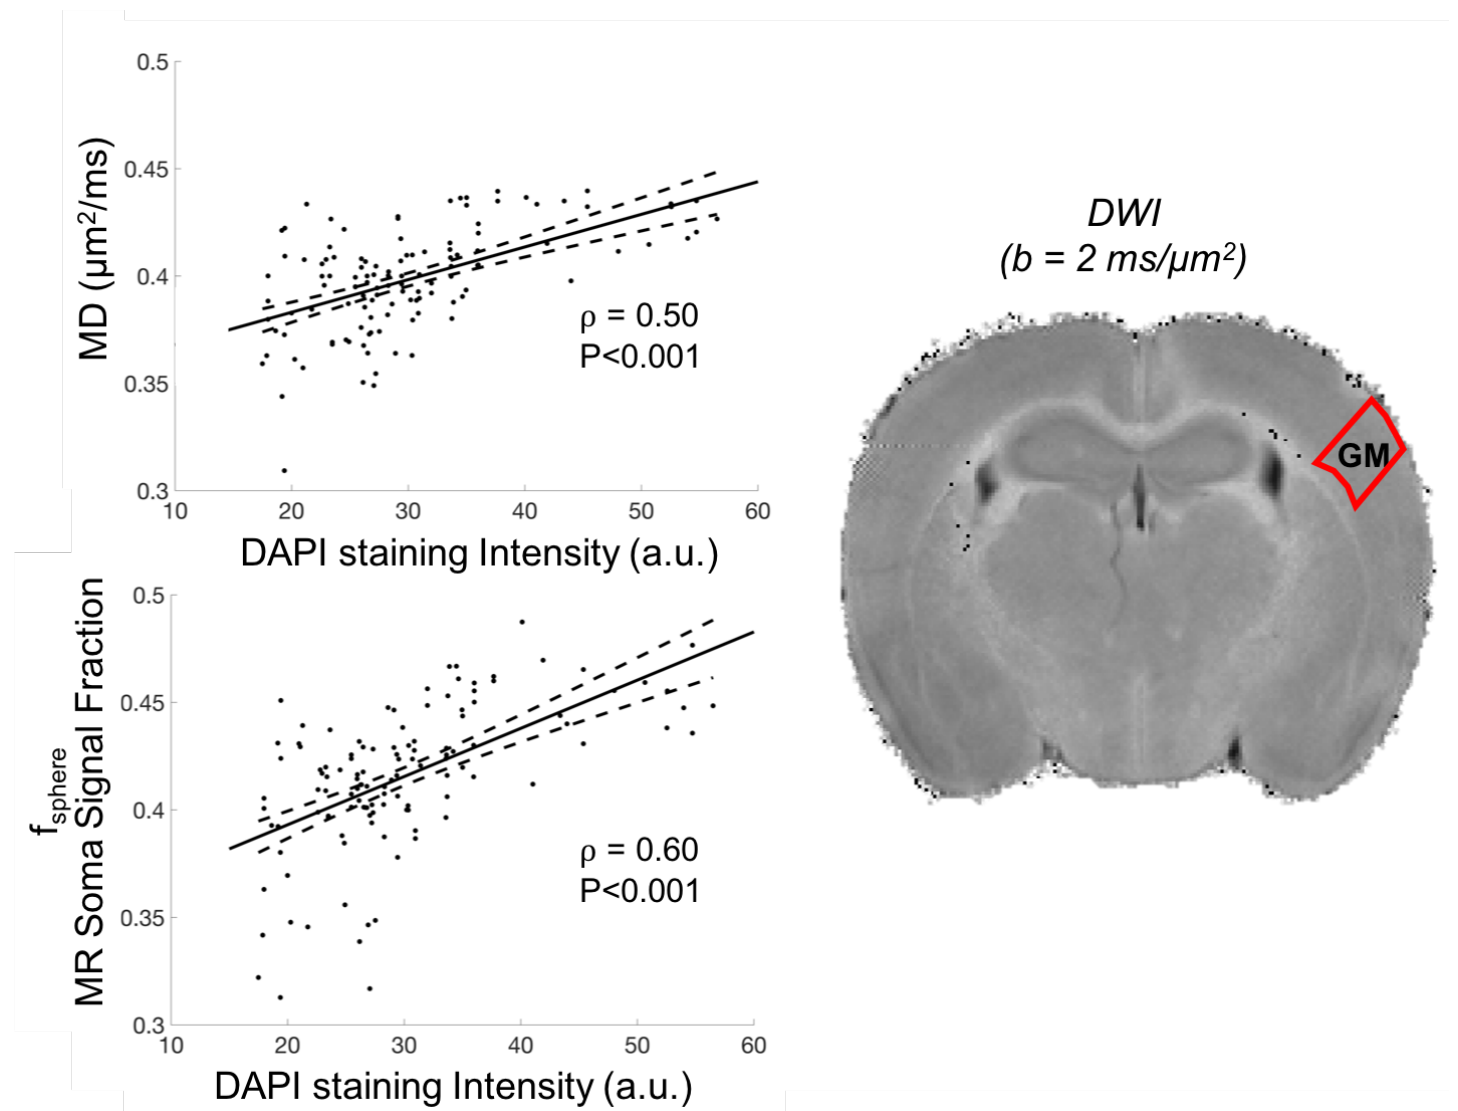 0.5
0.45
0.4
0.35
0.3
MD (μm²/ms)
ρ = 0.50
P<0.001
10 20 30 40 50 60
DAPI staining Intensity (a.u.)
0.5
0.45
0.4
0.35
0.3
f_sphere
MR Soma Signal Fraction
ρ = 0.60
P<0.001
10 20 30 40 50 60
DAPI staining Intensity (a.u.)
DWI
(b = 2 ms/μm²)
GM